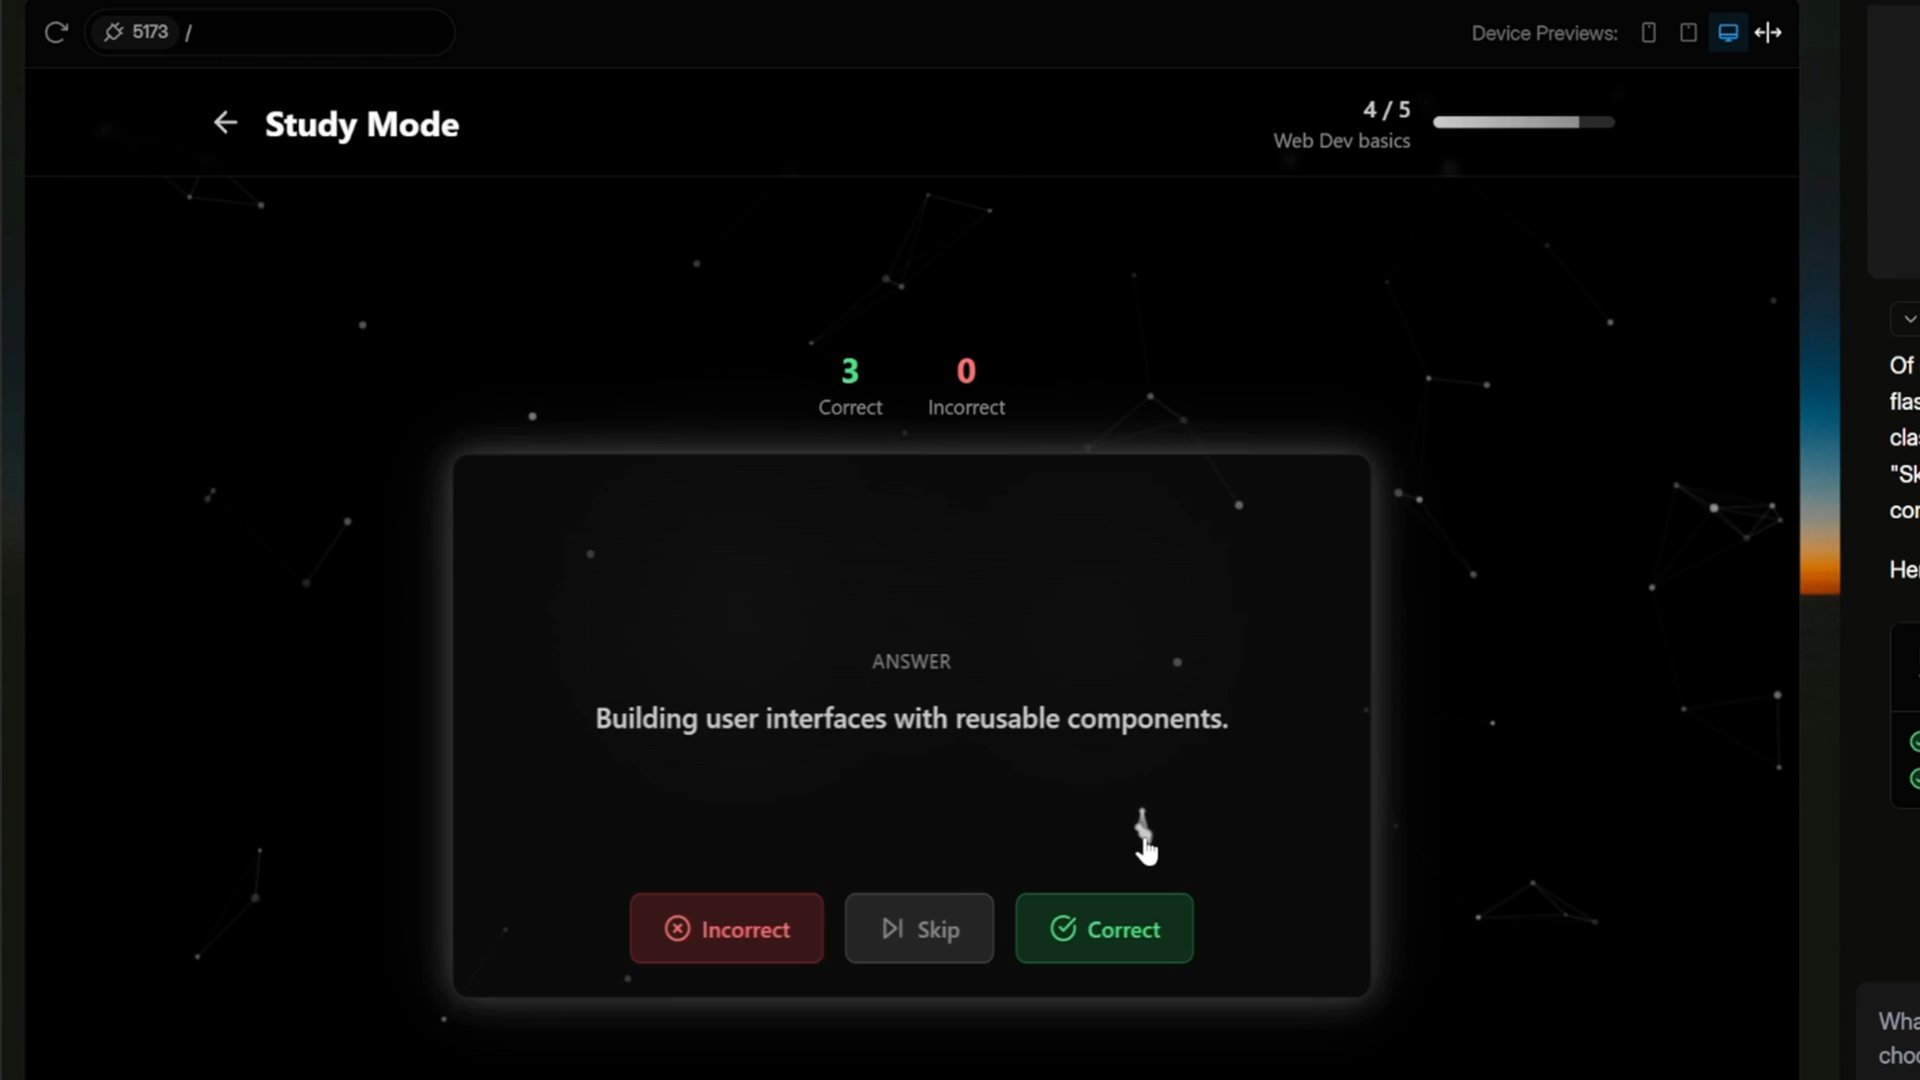 5173 /
Device Previews:
Study Mode
4 / 5
Web Dev basics
3
Correct
0
Incorrect
ANSWER
Building user interfaces with reusable components.
Incorrect
Skip
Correct
Of
"Sk